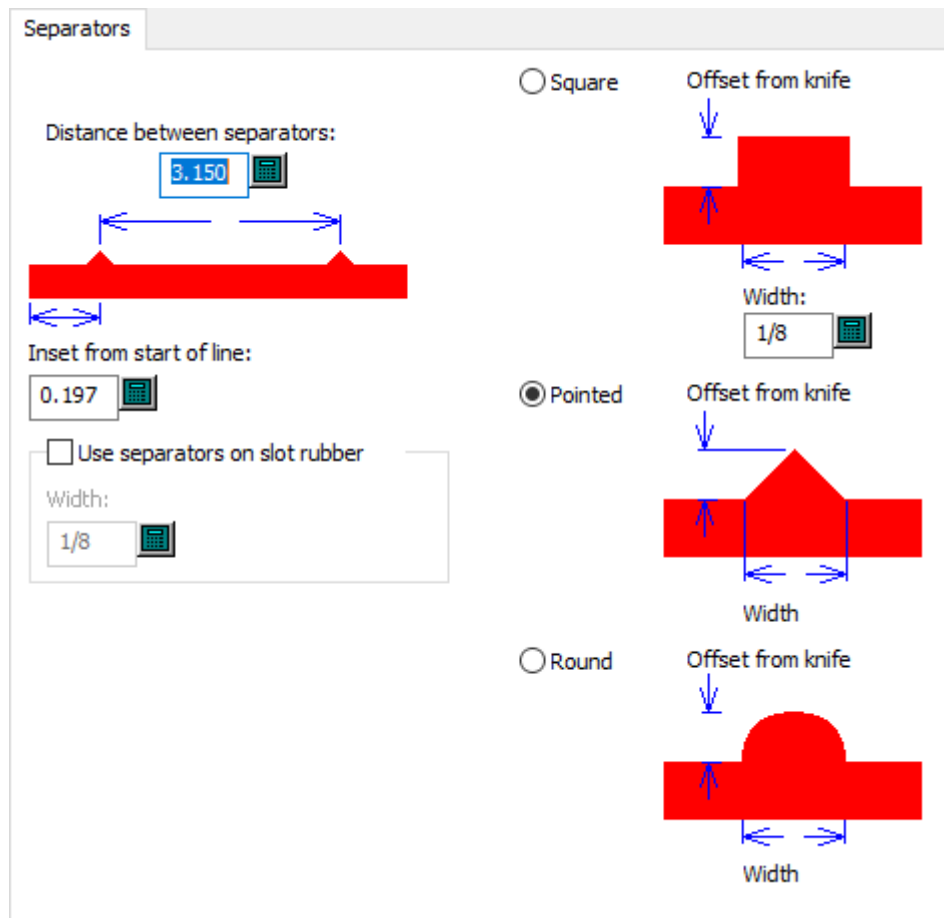 Separators
Distance between separators:
3.150
Inset from start of line:
0.197
Use separators on slot rubber
Width:
1/8
Square
Offset from knife
Width:
1/8
Pointed
Offset from knife
Width
Round
Offset from knife
Width